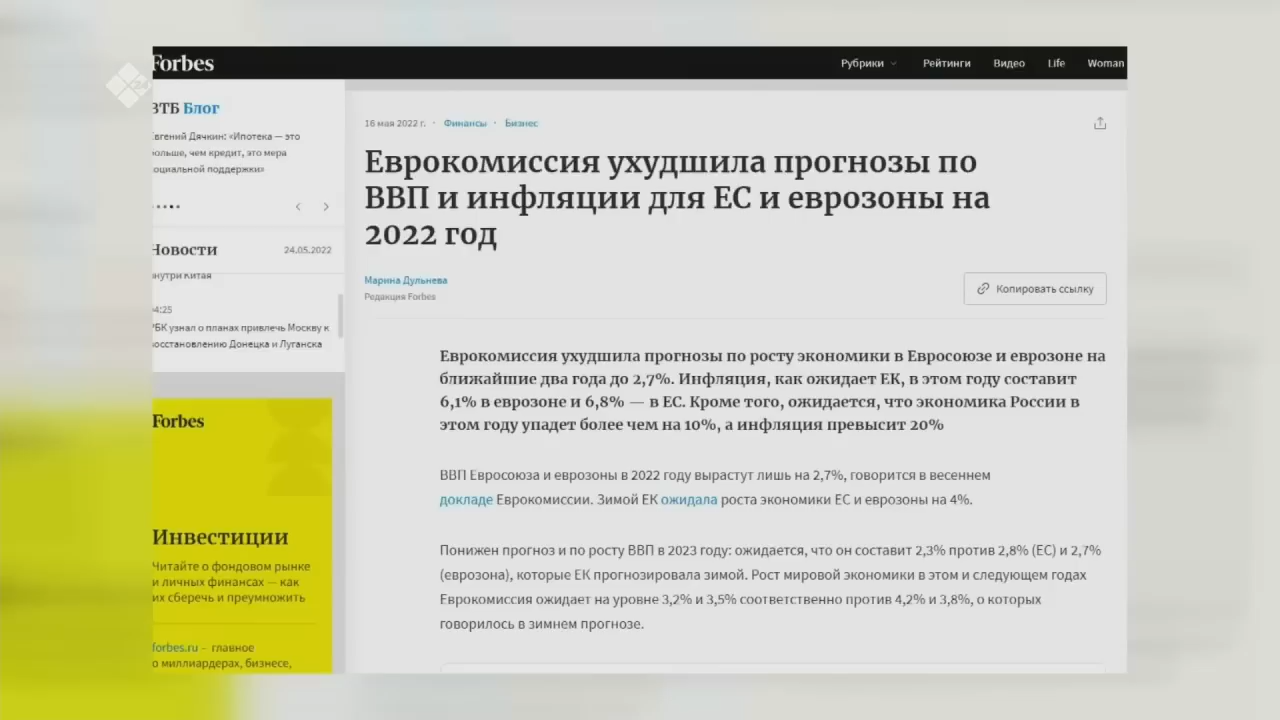 Forbes
Рубрики
Рейтинги
Видео
Life
Woman
ВТБ Блог
Евгений Дячкин: «Ипотека — это
больше, чем кредит, это мера
социальной поддержки»
Новости
24.05.2022
внутри Китая
4:25
РБК узнал о планах привлечь Москву к
восстановлению Донецка и Луганска
Forbes
Инвестиции
Читайте о фондовом рынке
и личных финансах — как
их сберечь и преумножить
forbes.ru – главное
о миллиардерах, бизнесе,
16 мая 2022 г. · Финансы · Бизнес
Еврокомиссия ухудшила прогнозы по
ВВП и инфляции для ЕС и еврозоны на
2022 год
Марина Дульнева
Редакция Forbes
Копировать ссылку
Еврокомиссия ухудшила прогнозы по росту экономики в Евросоюзе и еврозоне на
ближайшие два года до 2,7%. Инфляция, как ожидает ЕК, в этом году составит
6,1% в еврозоне и 6,8% — в ЕС. Кроме того, ожидается, что экономика России в
этом году упадет более чем на 10%, а инфляция превысит 20%
ВВП Евросоюза и еврозоны в 2022 году вырастут лишь на 2,7%, говорится в весеннем
докладе Еврокомиссии. Зимой ЕК ожидала роста экономики ЕС и еврозоны на 4%.
Понижен прогноз и по росту ВВП в 2023 году: ожидается, что он составит 2,3% против 2,8% (ЕС) и 2,7%
(еврозона), которые ЕК прогнозировала зимой. Рост мировой экономики в этом и следующем годах
Еврокомиссия ожидает на уровне 3,2% и 3,5% соответственно против 4,2% и 3,8%, о которых
говорилось в зимнем прогнозе.